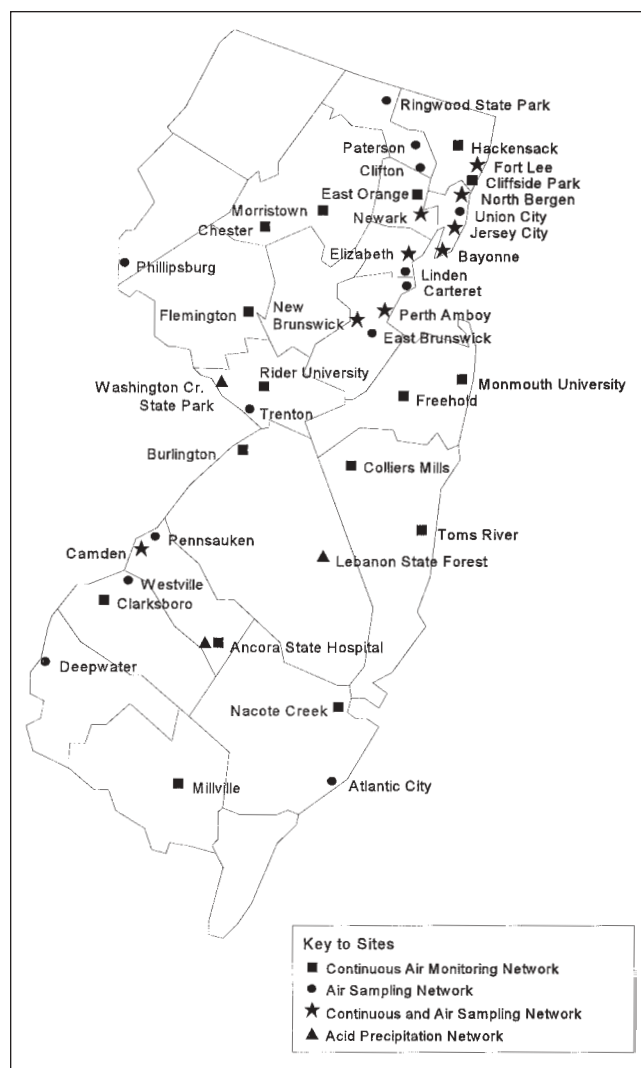 Ringwood State Park
Paterson
Hackensack
Clifton
Fort Lee
Cliffside Park
East Orange
North Bergen
Morristown
Newark
Union City
Chester
Jersey City
Elizabeth
Bayonne
Phillipsburg
Linden
Carteret
Flemington
New
Brunswick
Perth Amboy
East Brunswick
Rider University
Monmouth University
Washington Cr.
State Park
Freehold
Trenton
Burlington
Colliers Mills
Toms River
Pennsauken
Camden
Lebanon State Forest
Westville
Clarksboro
Ancora State Hospital
Deepwater
Nacote Creek
Millville
Atlantic City
Key to Sites
Continuous Air Monitoring Network
Air Sampling Network
Continuous and Air Sampling Network
Acid Precipitation Network